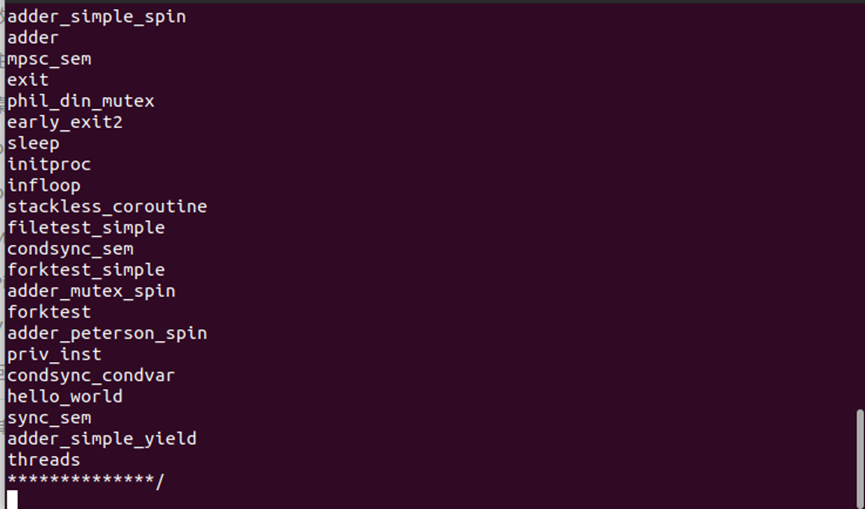 adder_simple_spin
adder
mpsc_sem
exit
phil_din_mutex
early_exit2
sleep
initproc
infloop
stackless_coroutine
filetest_simple
condsync_sem
forktest_simple
adder_mutex_spin
forktest
adder_peterson_spin
priv_inst
condsync_condvar
hello_world
sync_sem
adder_simple_yield
threads
**************/